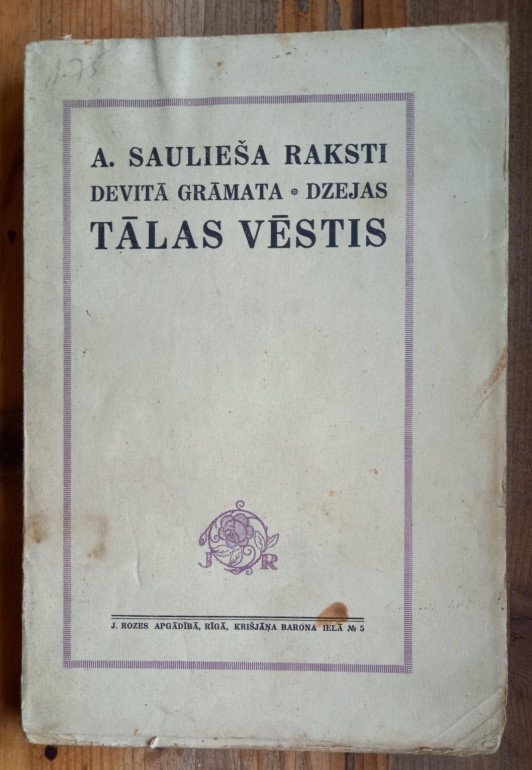 A. SAULIEŠA RAKSTI
DEVITĀ GRĀMATA • DZEJAS
TĀLAS VĒSTIS
J R
J. ROZES APGĀDĪBĀ, RĪGĀ, KRIŠJĀŅA BARONA IELĀ № 5